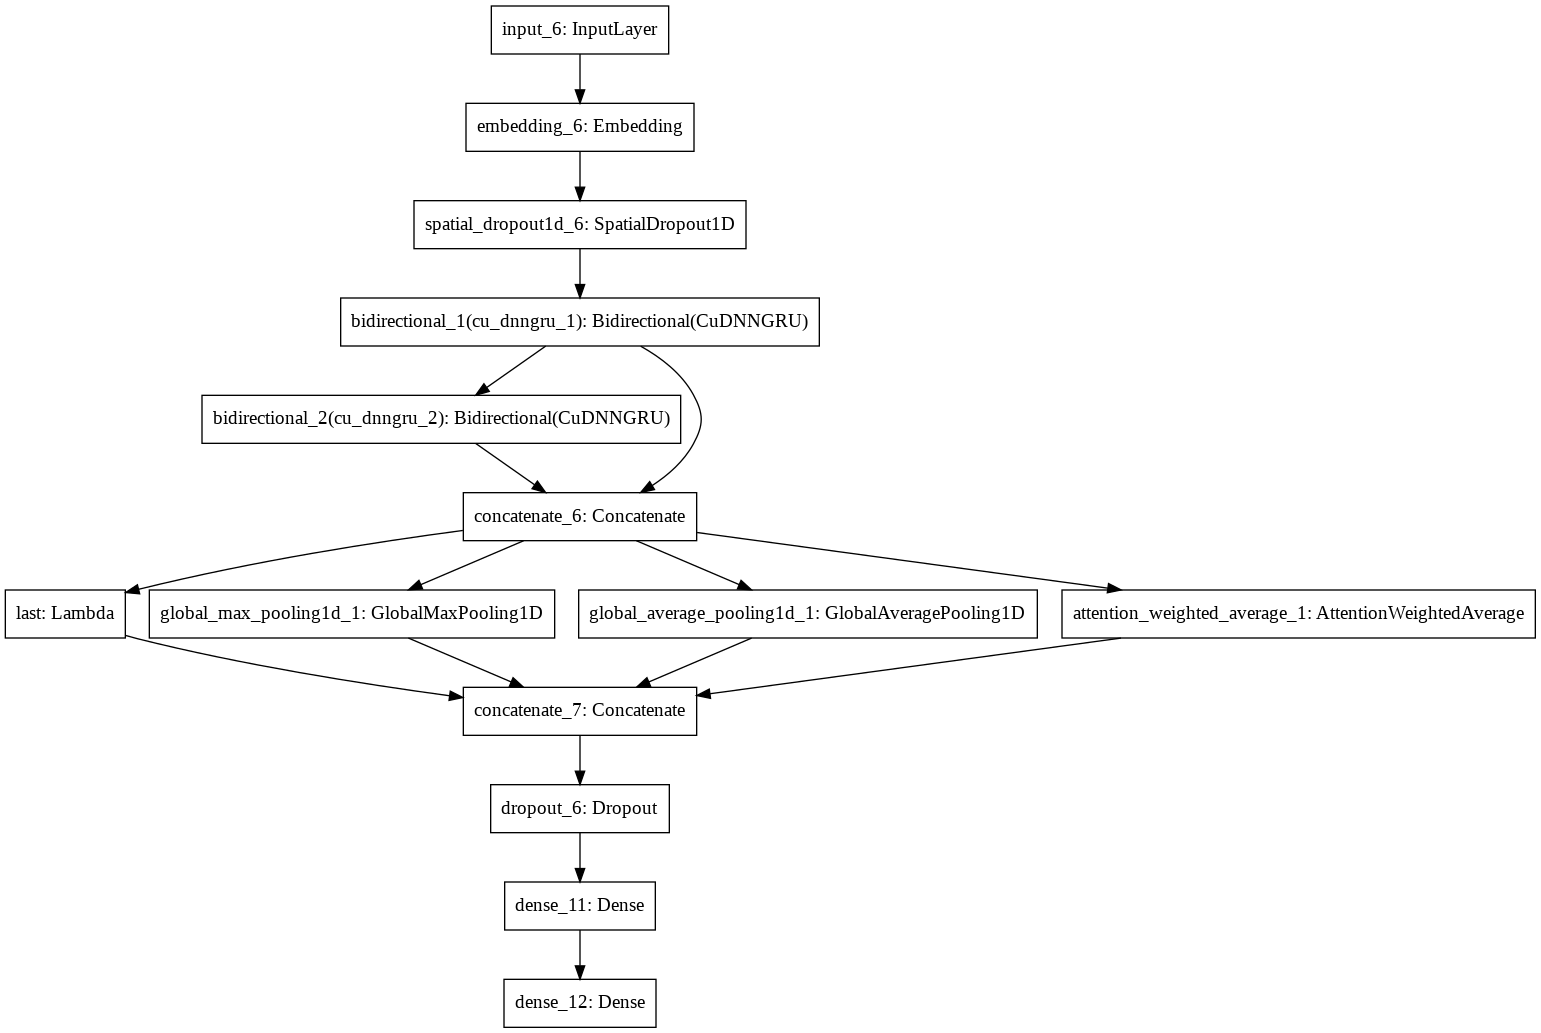 input_6: InputLayer
embedding_6: Embedding
spatial_dropout1d_6: SpatialDropout1D
bidirectional_1(cu_dnngru_1): Bidirectional(CuDNNGRU)
bidirectional_2(cu_dnngru_2): Bidirectional(CuDNNGRU)
concatenate_6: Concatenate
last: Lambda
global_max_pooling1d_1: GlobalMaxPooling1D
global_average_pooling1d_1: GlobalAveragePooling1D
attention_weighted_average_1: AttentionWeightedAverage
concatenate_7: Concatenate
dropout_6: Dropout
dense_11: Dense
dense_12: Dense